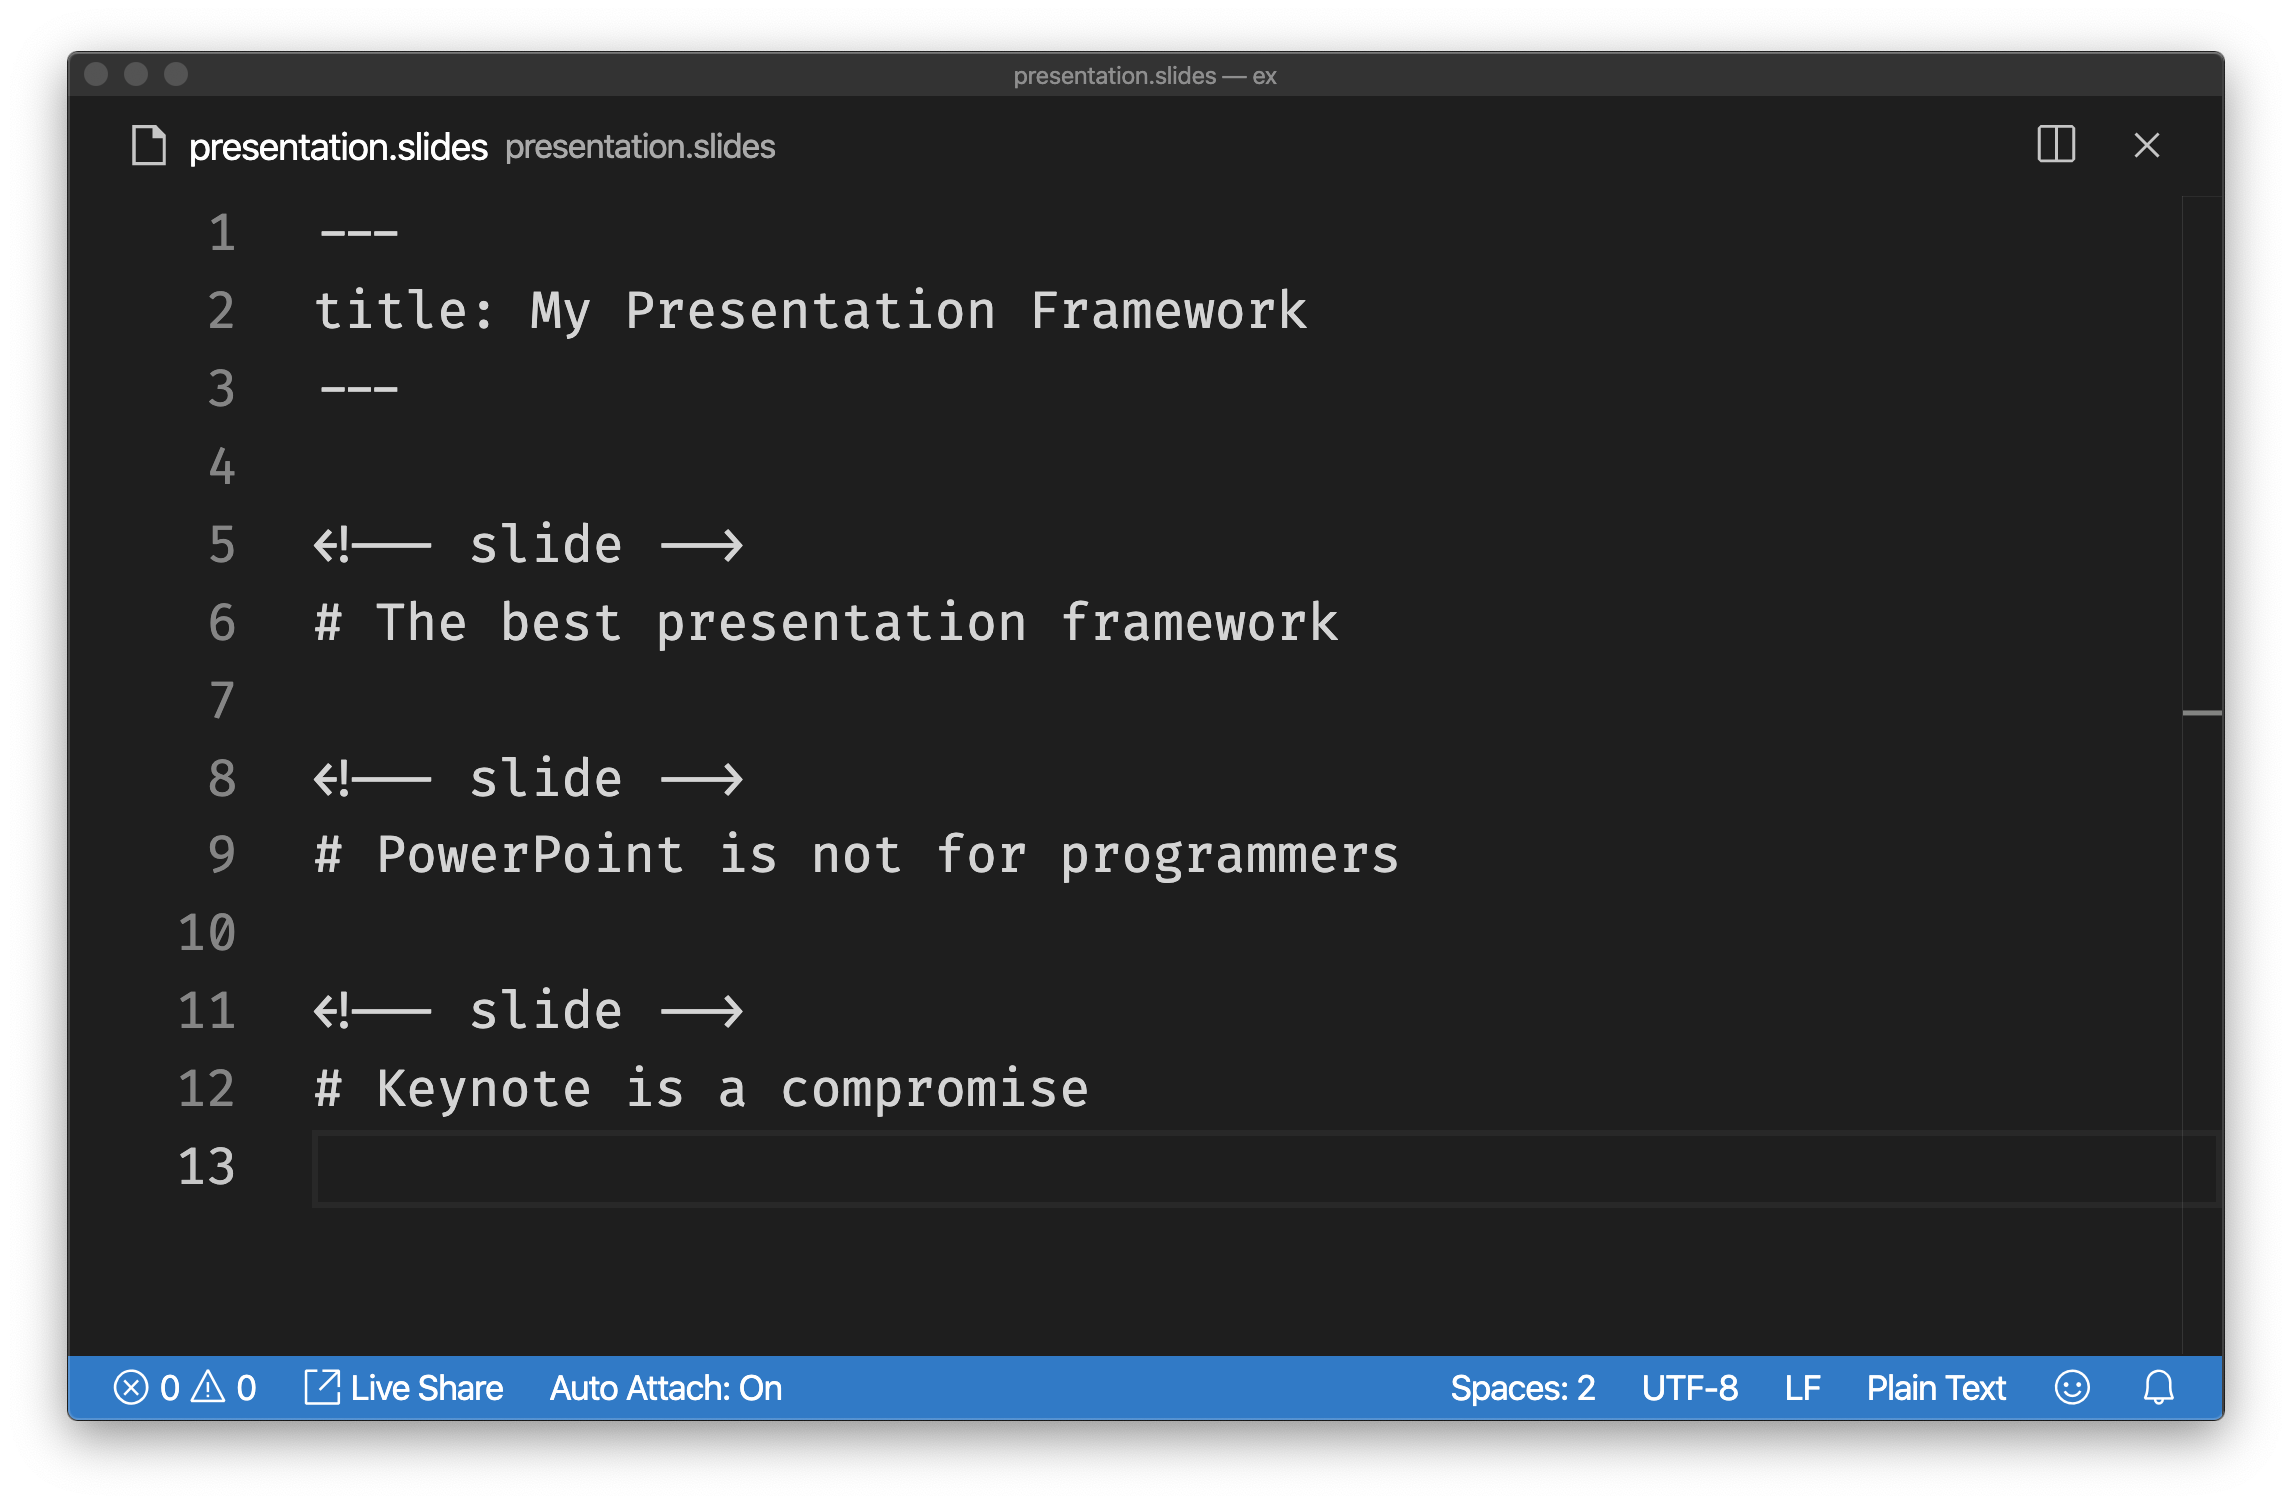 presentation.slides — ex
presentation.slides presentation.slides
1 ---
2 title: My Presentation Framework
3 ---
4
5 <!-- slide -->
6 # The best presentation framework
7
8 <!-- slide -->
9 # PowerPoint is not for programmers
10
11 <!-- slide -->
12 # Keynote is a compromise
13
0 0 Live Share Auto Attach: On Spaces: 2 UTF-8 LF Plain Text